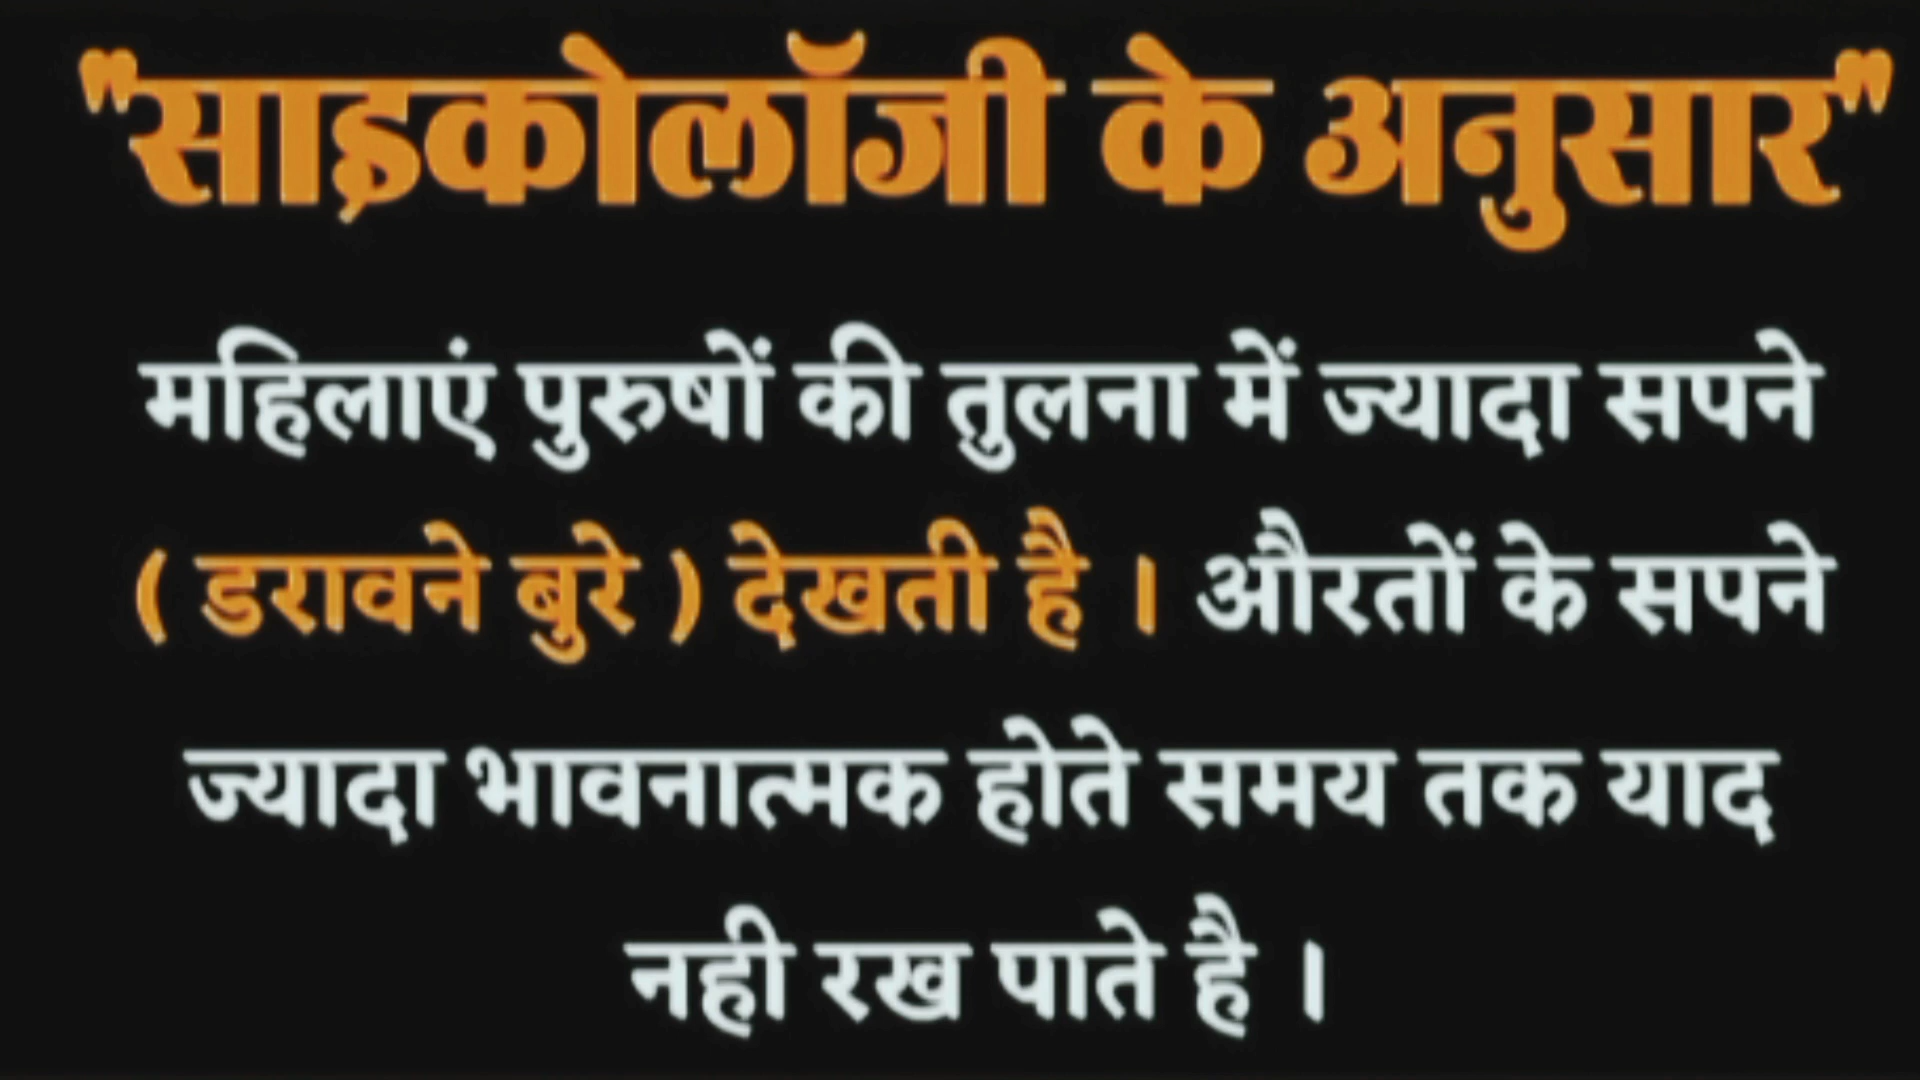 "साइकोलॉजी के अनुसार"
महिलाएं पुरुषों की तुलना में ज्यादा सपने
( डरावने बुरे ) देखती है । औरतों के सपने
ज्यादा भावनात्मक होते समय तक याद
नही रख पाते है ।